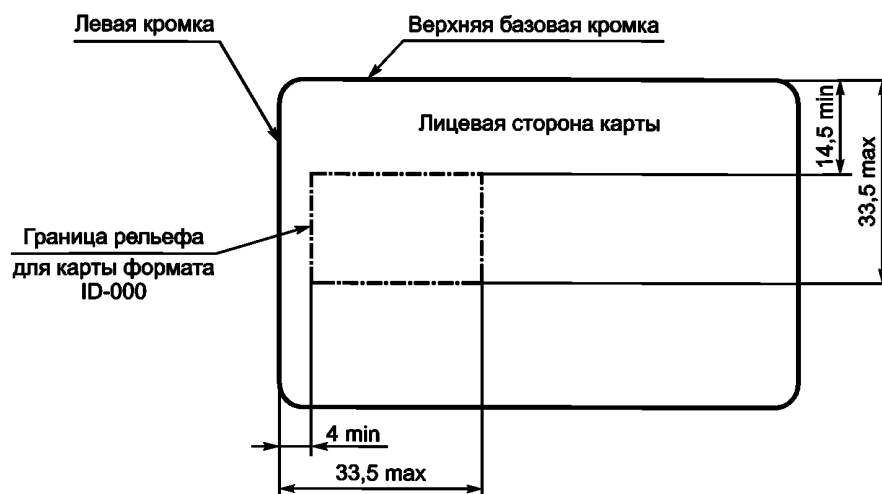 Левая кромка
Верхняя базовая кромка
Лицевая сторона карты
14,5 min
33,5 max
Граница рельефа
для карты формата
ID-000
4 min
33,5 max